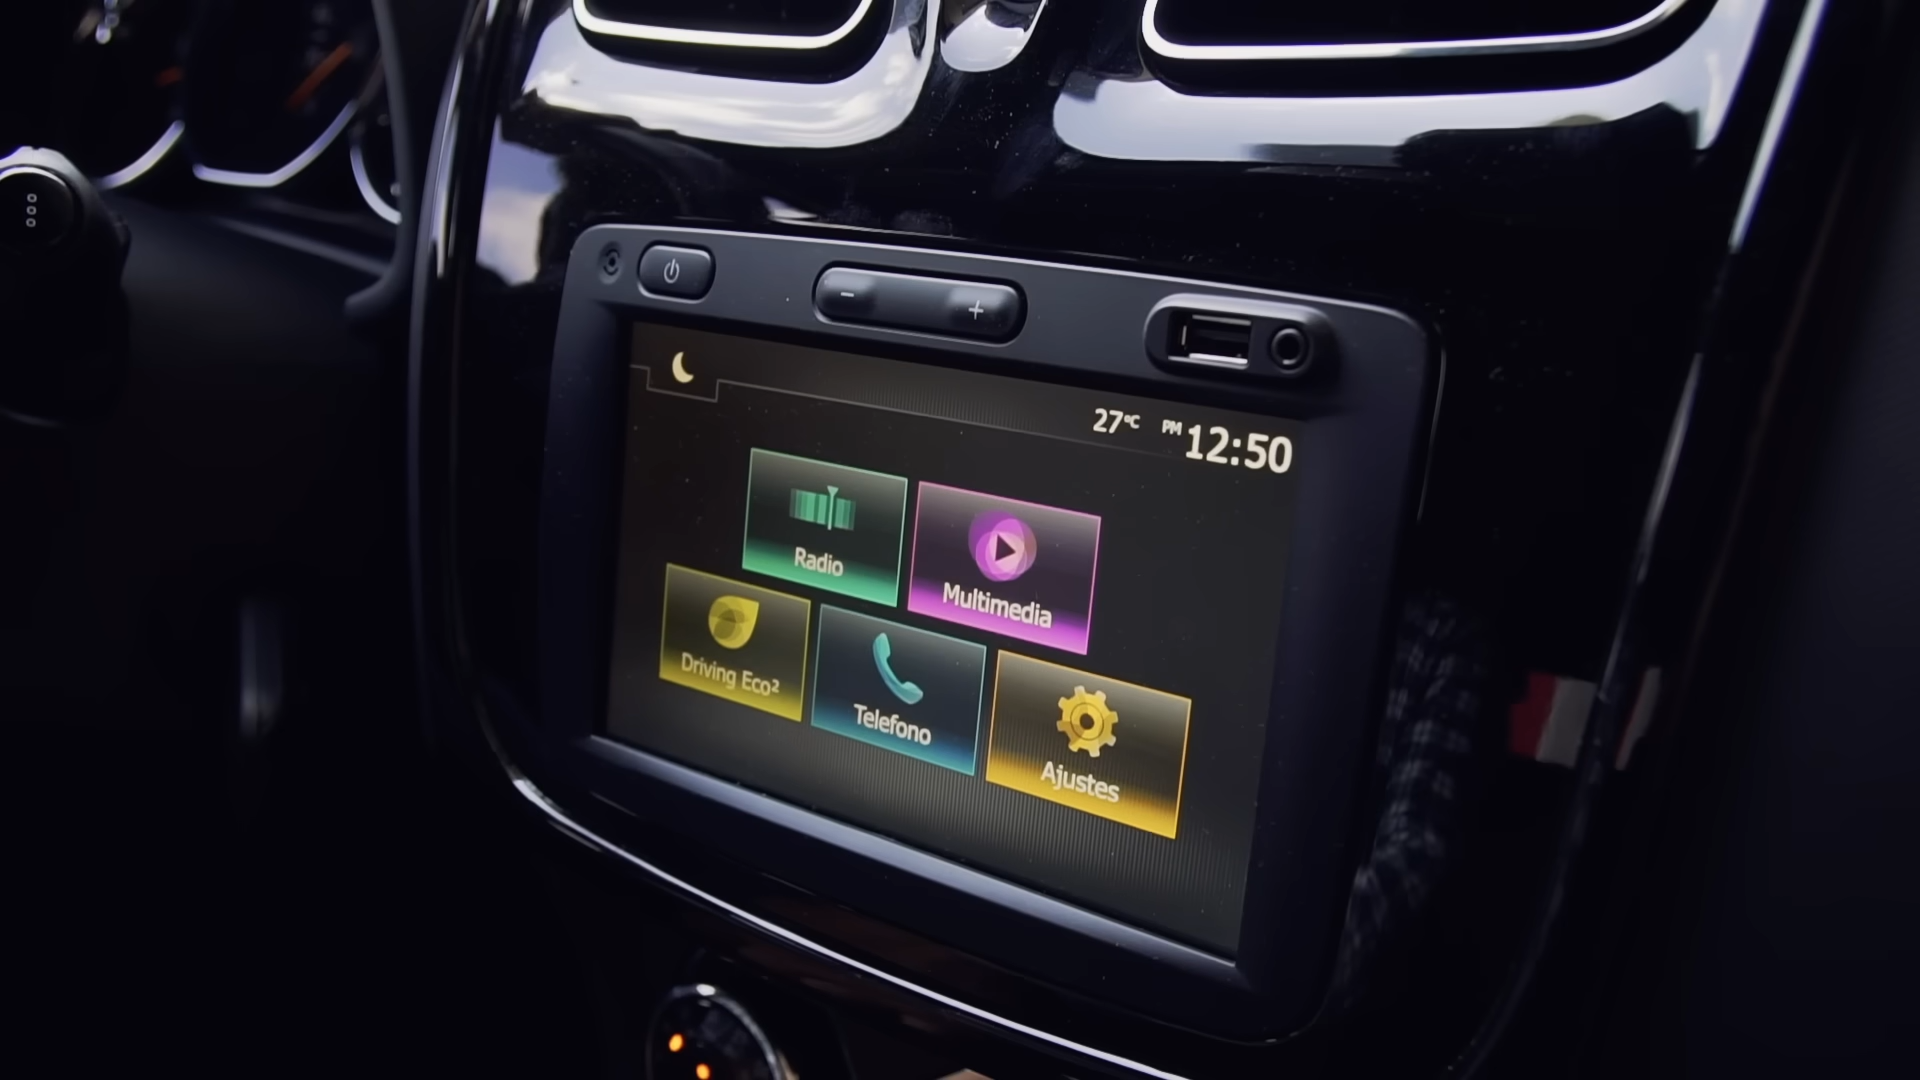 27°C PM 12:50
Radio
Multimedia
Driving Eco²
Telefono
Ajustes